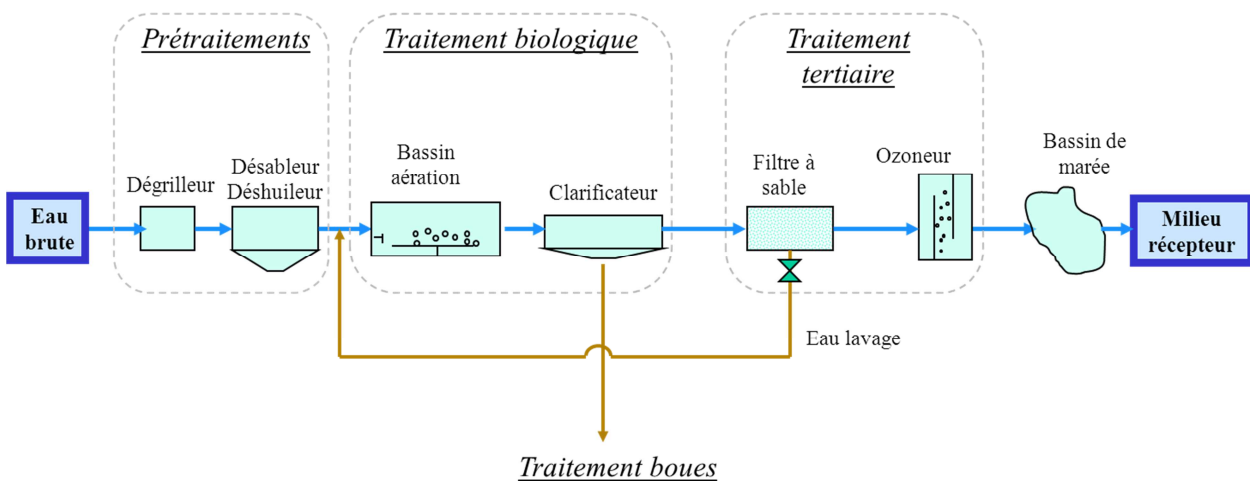 Prétraitements
Traitement biologique
Traitement
tertiaire
Eau
brute
Dégrilleur
Désableur
Déshuileur
Bassin
aération
Clarificateur
Filtre à
sable
Ozoneur
Bassin de
marée
Milieu
récepteur
Eau lavage
Traitement boues